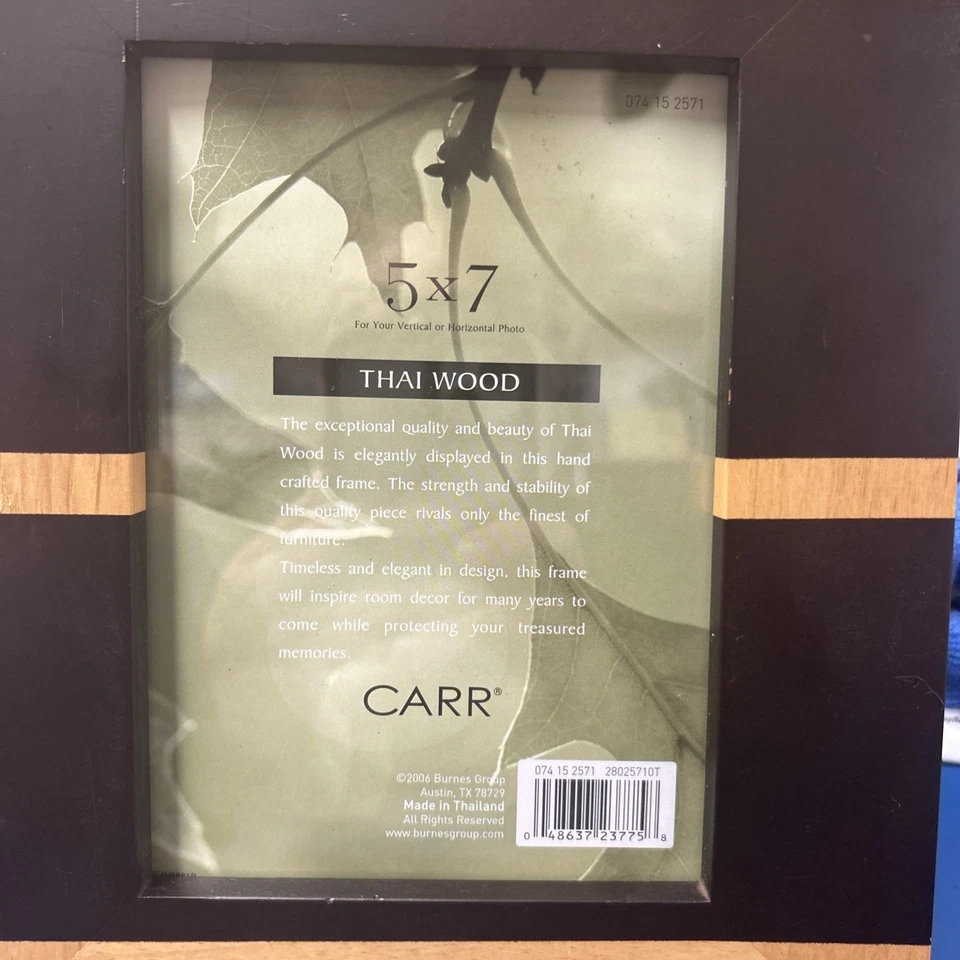 074 15 2571
5x7
For Your Vertical or Horizontal Photo
THAI WOOD
The exceptional quality and beauty of Thai
Wood is elegantly displayed in this hand
crafted frame. The strength and stability of
this quality piece rivals only the finest of
furniture.
Timeless and elegant in design, this frame
will inspire room decor for many years to
come while protecting your treasured
memories.
CARR®
©2006 Burnes Group
Austin, TX 78729
Made in Thailand
All Rights Reserved
www.burnesgroup.com
074 15 2571 28025710T
0 48637 23775 8